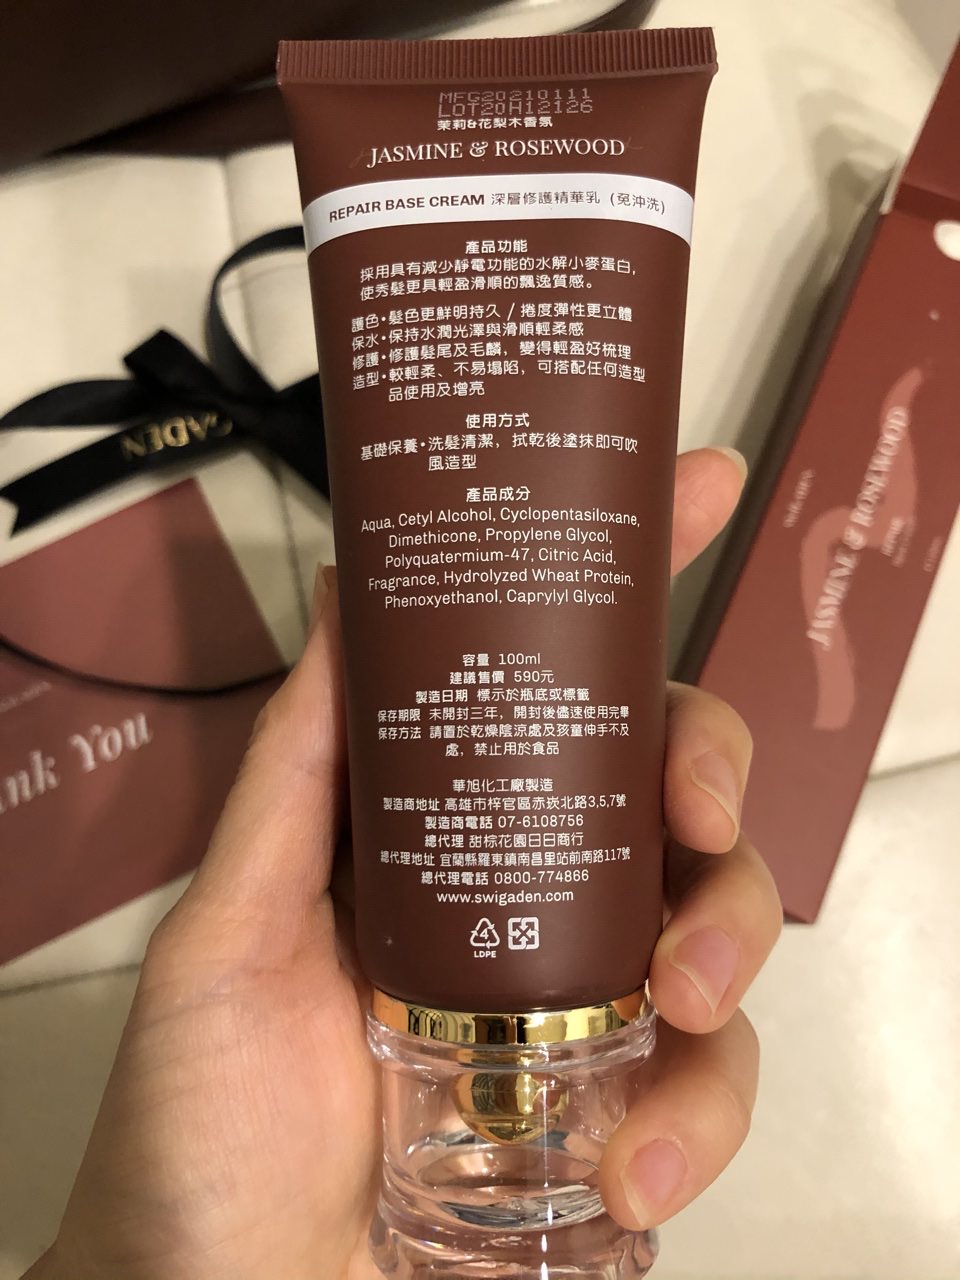 MFG20210111
LOT20H12126
茉莉&花梨木香氛
JASMINE & ROSEWOOD
REPAIR BASE CREAM 深層修護精華乳 (免沖洗)
產品功能
採用具有減少靜電功能的水解小麥蛋白，
使秀髮更具輕盈滑順的飄逸質感。
護色・髮色更鮮明持久 / 捲度彈性更立體
保水・保持水潤光澤與滑順輕柔感
修護・修護髮尾及毛麟，變得輕盈好梳理
造型・較輕柔、不易塌陷，可搭配任何造型
品使用及增亮
使用方式
基礎保養・洗髮清潔，拭乾後塗抹即可吹
風造型
產品成分
Aqua, Cetyl Alcohol, Cyclopentasiloxane,
Dimethicone, Propylene Glycol,
Polyquatermium-47, Citric Acid,
Fragrance, Hydrolyzed Wheat Protein,
Phenoxyethanol, Caprylyl Glycol.
容量 100ml
建議售價 590元
製造日期 標示於瓶底或標籤
保存期限 未開封三年，開封後儘速使用完畢
保存方法 請置於乾燥陰涼處及孩童伸手不及
處，禁止用於食品
華旭化工廠製造
製造商地址 高雄市梓官區赤崁北路3,5,7號
製造商電話 07-6108756
總代理 甜棕花園日日商行
總代理地址 宜蘭縣羅東鎮南昌里站前南路117號
總代理電話 0800-774866
www.swigaden.com
4
LDPE
GADEN
ank You
JASMINE & ROSEWOOD